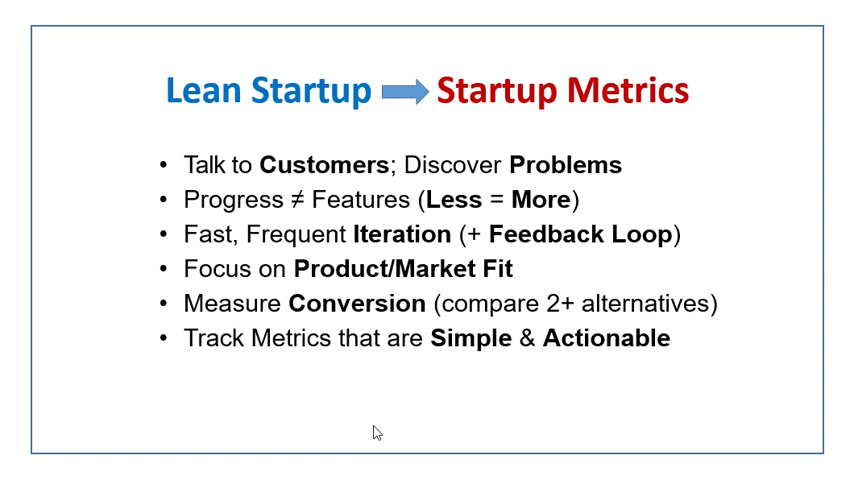 Lean Startup Startup Metrics
• Talk to Customers; Discover Problems
• Progress ≠ Features (Less = More)
• Fast, Frequent Iteration (+ Feedback Loop)
• Focus on Product/Market Fit
• Measure Conversion (compare 2+ alternatives)
• Track Metrics that are Simple & Actionable